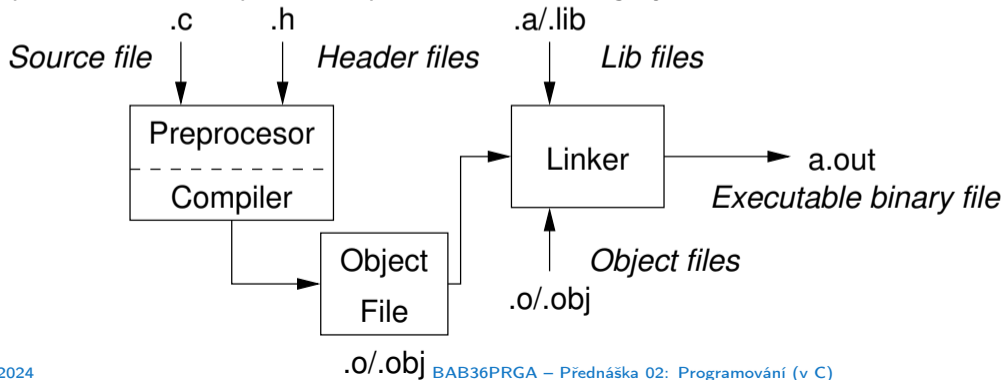 .c .h .a/.lib
Source file Header files Lib files
Preprocesor
Compiler
Linker
a.out
Executable binary file
Object
File
Object files
.o/.obj
.o/.obj
2024 BAB36PRGA – Přednáška 02: Programování (v C)